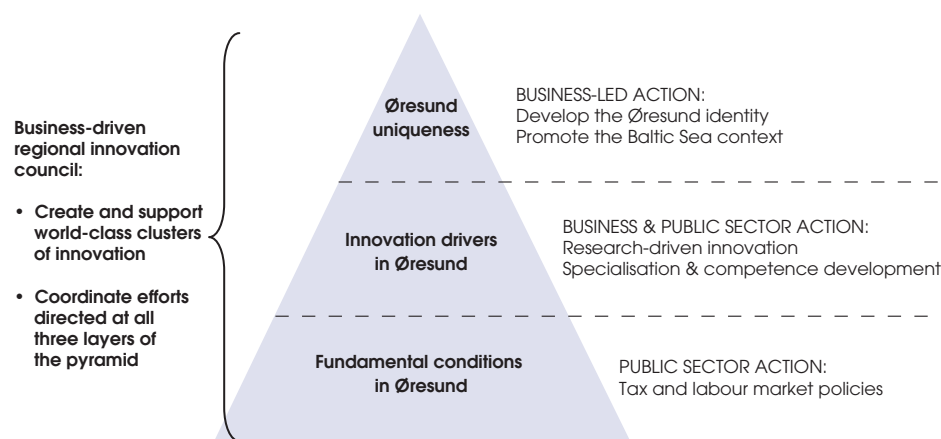 Business-driven
regional innovation
council:
• Create and support
world-class clusters
of innovation
• Coordinate efforts
directed at all
three layers of
the pyramid
Øresund
uniqueness
BUSINESS-LED ACTION:
Develop the Øresund identity
Promote the Baltic Sea context
Innovation drivers
in Øresund
BUSINESS & PUBLIC SECTOR ACTION:
Research-driven innovation
Specialisation & competence development
Fundamental conditions
in Øresund
PUBLIC SECTOR ACTION:
Tax and labour market policies